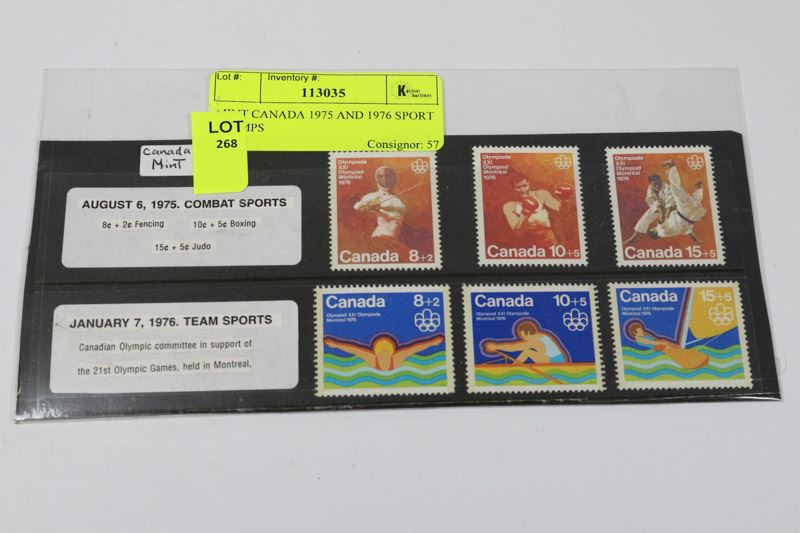 Lot #:
Inventory #:
113035
K
CANADA 1975 AND 1976 SPORT
Consignor: 57
LOT
268
Canada
MINT
AUGUST 6, 1975. COMBAT SPORTS
8¢ + 2¢ Fencing 10¢ + 5¢ Boxing
15¢ + 5¢ Judo
Olympiade
XXI
Olympiad
Montréal
1976
Canada 8+2
Olympiade
XXI
Olympiad
Montréal
1976
Canada 10+5
Olympiade
XXI
Olympiad
Montréal
1976
Canada 15+5
JANUARY 7, 1976. TEAM SPORTS
Canadian Olympic committee in support of
the 21st Olympic Games, held in Montreal,
Canada 8+2
Olympiad XXI Olympiade
Montréal 1976
Canada 10+5
Olympiad XXI Olympiade
Montréal 1976
Canada 15+5
Olympiad XXI Olympiade
Montréal 1976